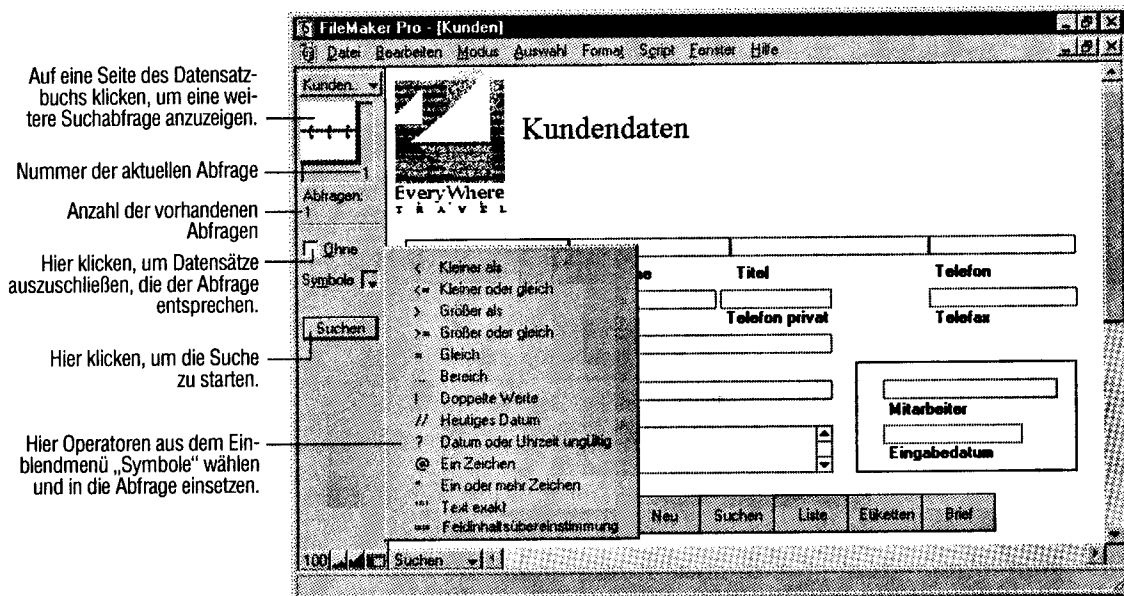 FileMaker Pro - [Kunden]
Datei Bearbeiten Modus Auswahl Format Script Fenster Hilfe
Auf eine Seite des Datensatz-
buchs klicken, um eine wei-
tere Suchabfrage anzuzeigen.
Nummer der aktuellen Abfrage
Anzahl der vorhandenen
Abfragen
Hier klicken, um Datensätze
auszuschließen, die der Abfrage
entsprechen.
Hier klicken, um die Suche
zu starten.
Hier Operatoren aus dem Ein-
blendmenü „Symbole" wählen
und in die Abfrage einsetzen.
Kunden...
1
Abfragen:
1
Ohne
Symbole
Suchen
EveryWhere
TRAVEL
Kundendaten
< Kleiner als
<= Kleiner oder gleich
> Größer als
>= Größer oder gleich
= Gleich
... Bereich
! Doppelte Werte
// Heutiges Datum
? Datum oder Uhrzeit ungültig
@ Ein Zeichen
* Ein oder mehr Zeichen
"" Text exakt
== Feldinhaltsübereinstimmung
Titel
Telefon
Telefon privat
Telefax
Mitarbeiter
Eingabedatum
Neu Suchen Liste Etiketten Brief
100 Suchen